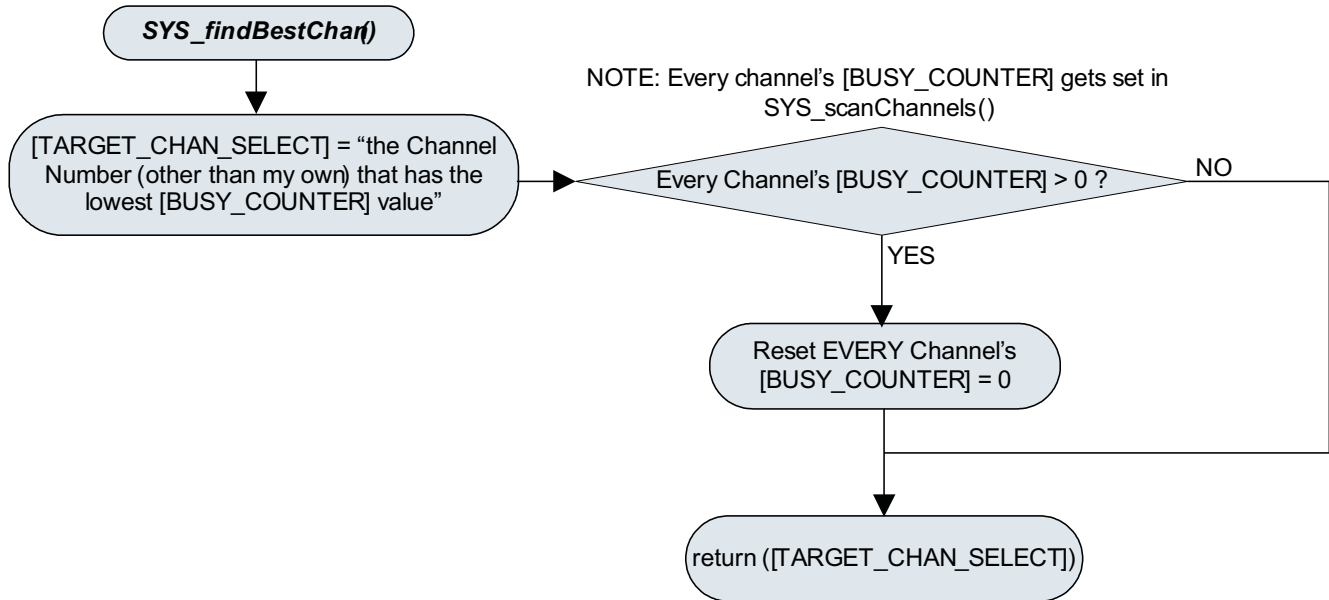 SYS_findBestChan()
NOTE: Every channel's [BUSY_COUNTER] gets set in
SYS_scanChannels()
[TARGET_CHAN_SELECT] = “the Channel
Number (other than my own) that has the
lowest [BUSY_COUNTER] value”
Every Channel's [BUSY_COUNTER] > 0 ?
NO
YES
Reset EVERY Channel's
[BUSY_COUNTER] = 0
return ([TARGET_CHAN_SELECT])